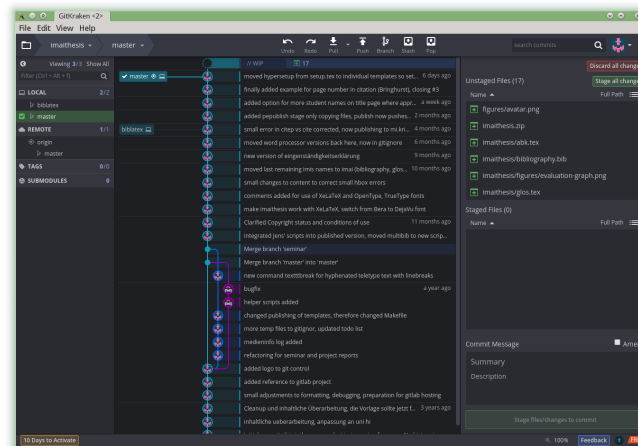 GitKraken <2>
File Edit View Help
imaithesis
master
Undo Redo Pull Push Branch Stash Pop
search commits
Viewing 3/3 Show All
Filter (Ctrl + Alt + f)
LOCAL 2/2
biblatex
master
REMOTE 1/1
origin
master
TAGS 0/0
SUBMODULES 0
// WIP 17
master moved hypersetup from setup.tex to individual templates so set... 6 days ago
finally added example for page number in citation (Bringhurst), closing #3
added option for more student names on title page where appr... a week ago
added pepublish stage only copying files, publish now pushes... 2 months ago
biblatex small error in citep vs cite corrected, now publishing to mi.kri... 4 months ago
moved word processor versions back here, now in gitignore 6 months ago
new version of eingenständigkeitserklärung 9 months ago
moved last remaining imis names to imai (bibliography, glos... 10 months ago
small changes to content to correct small hbox errors
comments added for use of XeLaTeX and OpenType, TrueType fonts
make imaithesis work with XeLaTeX, switch from Bera to DejaVu font
Clarified Copyright status and conditions of use 11 months ago
integrated jens' scripts into published version, moved multibib to new scrip...
Merge branch 'seminar'
Merge branch 'master' into 'master'
new command texttbreak for hyphenated teletype text with linebreaks
bugfix a year ago
helper scripts added
changed publishing of templates, therefore changed Makefile
more temp files to gitignor, updated todo list
medieninfo log added
refactoring for seminar and project reports
added logo to git control
added reference to gitlab project
small adjustments to formatting, debugging, preparation for gitlab hosting
Cleanup und inhaltliche Überarbeitung, die Vorlage sollte jetzt f... 3 years ago
inhaltliche ueberarbeitung, anpassung an uni hi
Discard all change
Unstaged Files (17) Stage all change
Name Full Path
figures/avatar.png
imaithesis.zip
imaithesis/abk.tex
imaithesis/bibliography.bib
imaithesis/figures/evaluation-graph.png
imaithesis/glos.tex
Staged Files (0)
Name Full Path
Commit Message Ame
Summary
Description
Stage files/changes to commit
10 Days to Activate
100% Feedback